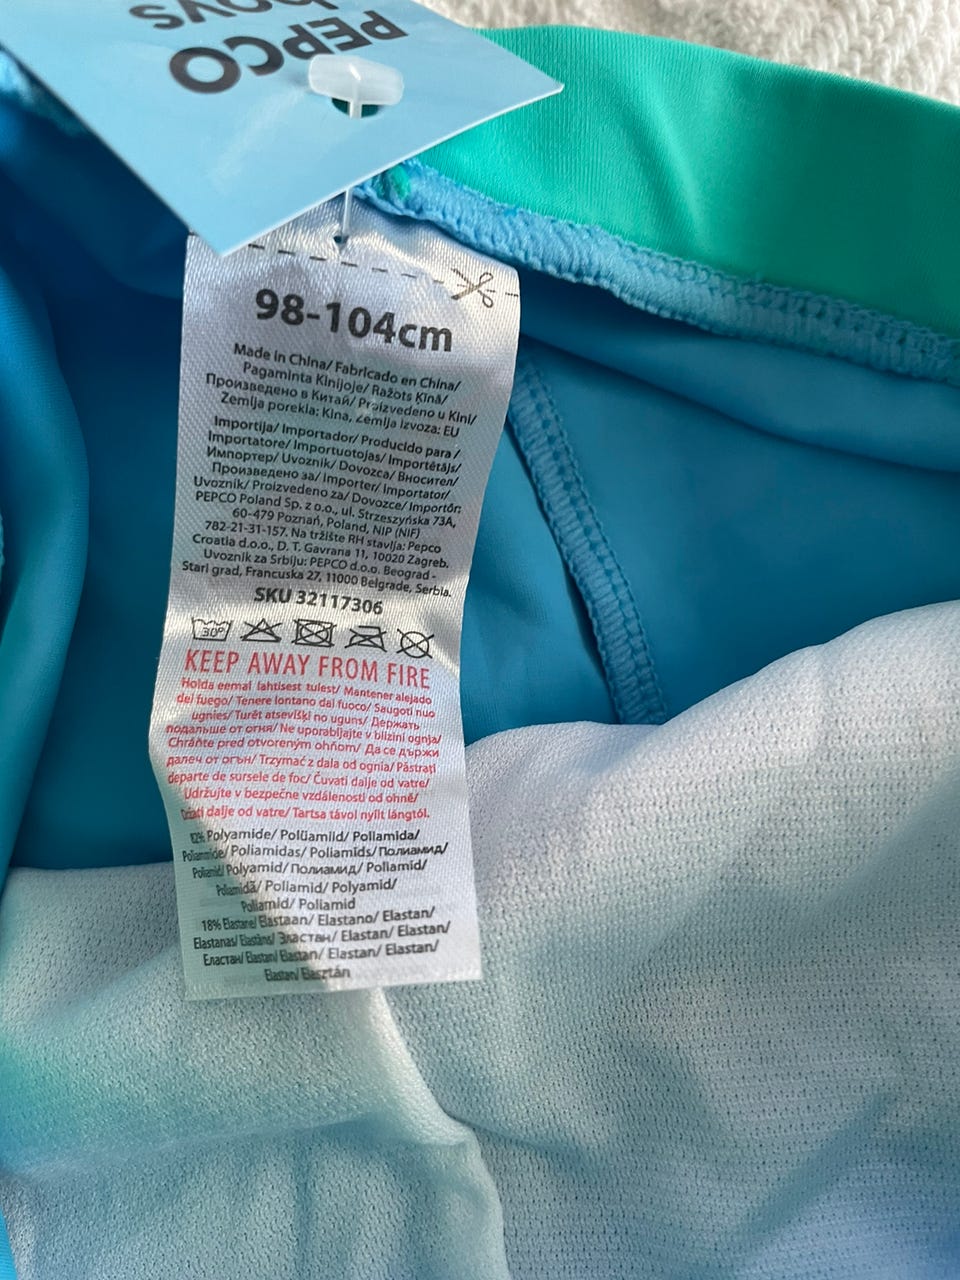 PEPCO
BOYS
98-104cm
Made in China/ Fabricado en China/
Pagaminta Kinijoje/ Ražots Ķīnā/
Произведено в Китай/ Proizvedeno u Kini/
Zemlja porekla: Kina, Zemlja izvoza: EU
Importija/ Importador/ Producido para /
Importatore/ Importuotojas/ Importētājs/
Импортер/ Uvoznik/ Dovozca/ Вносител/
Произведено за/ Importer/ Importator/
Uvoznik/ Proizvedeno za/ Dovozce/ Importőr:
PEPCO Poland Sp. z o.o., ul. Strzeszyńska 73A,
60-479 Poznań, Poland, NIP (NIF)
782-21-31-157. Na tržište RH stavlja: Pepco
Croatia d.o.o., D. T. Gavrana 11, 10020 Zagreb.
Uvoznik za Srbiju: PEPCO d.o.o. Beograd -
Stari grad, Francuska 27, 11000 Belgrade, Serbia.
SKU 32117306
30°
KEEP AWAY FROM FIRE
Hoida eemal lahtisest tulest/ Mantener alejado
del fuego/ Tenere lontano dal fuoco/ Saugoti nuo
ugnies/ Turēt atsevišķi no uguns/ Держать
подальше от огня/ Ne uporabljajte v bližini ognja/
Chráňte pred otvoreným ohňom/ Да се държи
далеч от огън/ Trzymać z dala od ognia/ Păstrați
departe de sursele de foc/ Čuvati dalje od vatre/
Udržujte v bezpečne vzdálenosti od ohně/
Držati dalje od vatre/ Tartsa távol nyílt lángtól.
82% Polyamide/ Polüamiid/ Poliamida/
Poliammide/ Poliamidas/ Poliamīds/ Полиамид/
Poliamid/ Polyamid/ Полиамид/ Poliamid/
Poliamidă/ Poliamid/ Polyamid/
Poliamid/ Poliamid
18% Elastane/ Elastaan/ Elastano/ Elastan/
Elastanas/ Elastāns/ Эластан/ Elastan/ Elastan/
Еластан/ Elastan/ Elastan/ Elastan/ Elastan/
Elastan/ Elasztán